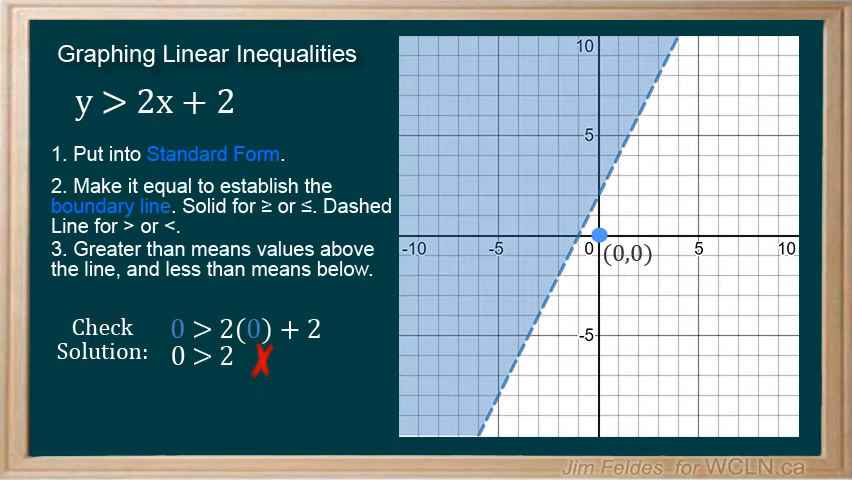 Graphing Linear Inequalities
y > 2x + 2
1. Put into Standard Form.
2. Make it equal to establish the
boundary line. Solid for ≥ or ≤. Dashed
Line for > or <.
3. Greater than means values above
the line, and less than means below.
Check
Solution:
0 > 2(0) + 2
0 > 2 ✗
10
5
-10
-5
0
5
10
(0,0)
-5
Jim Feldes for WCLN.ca